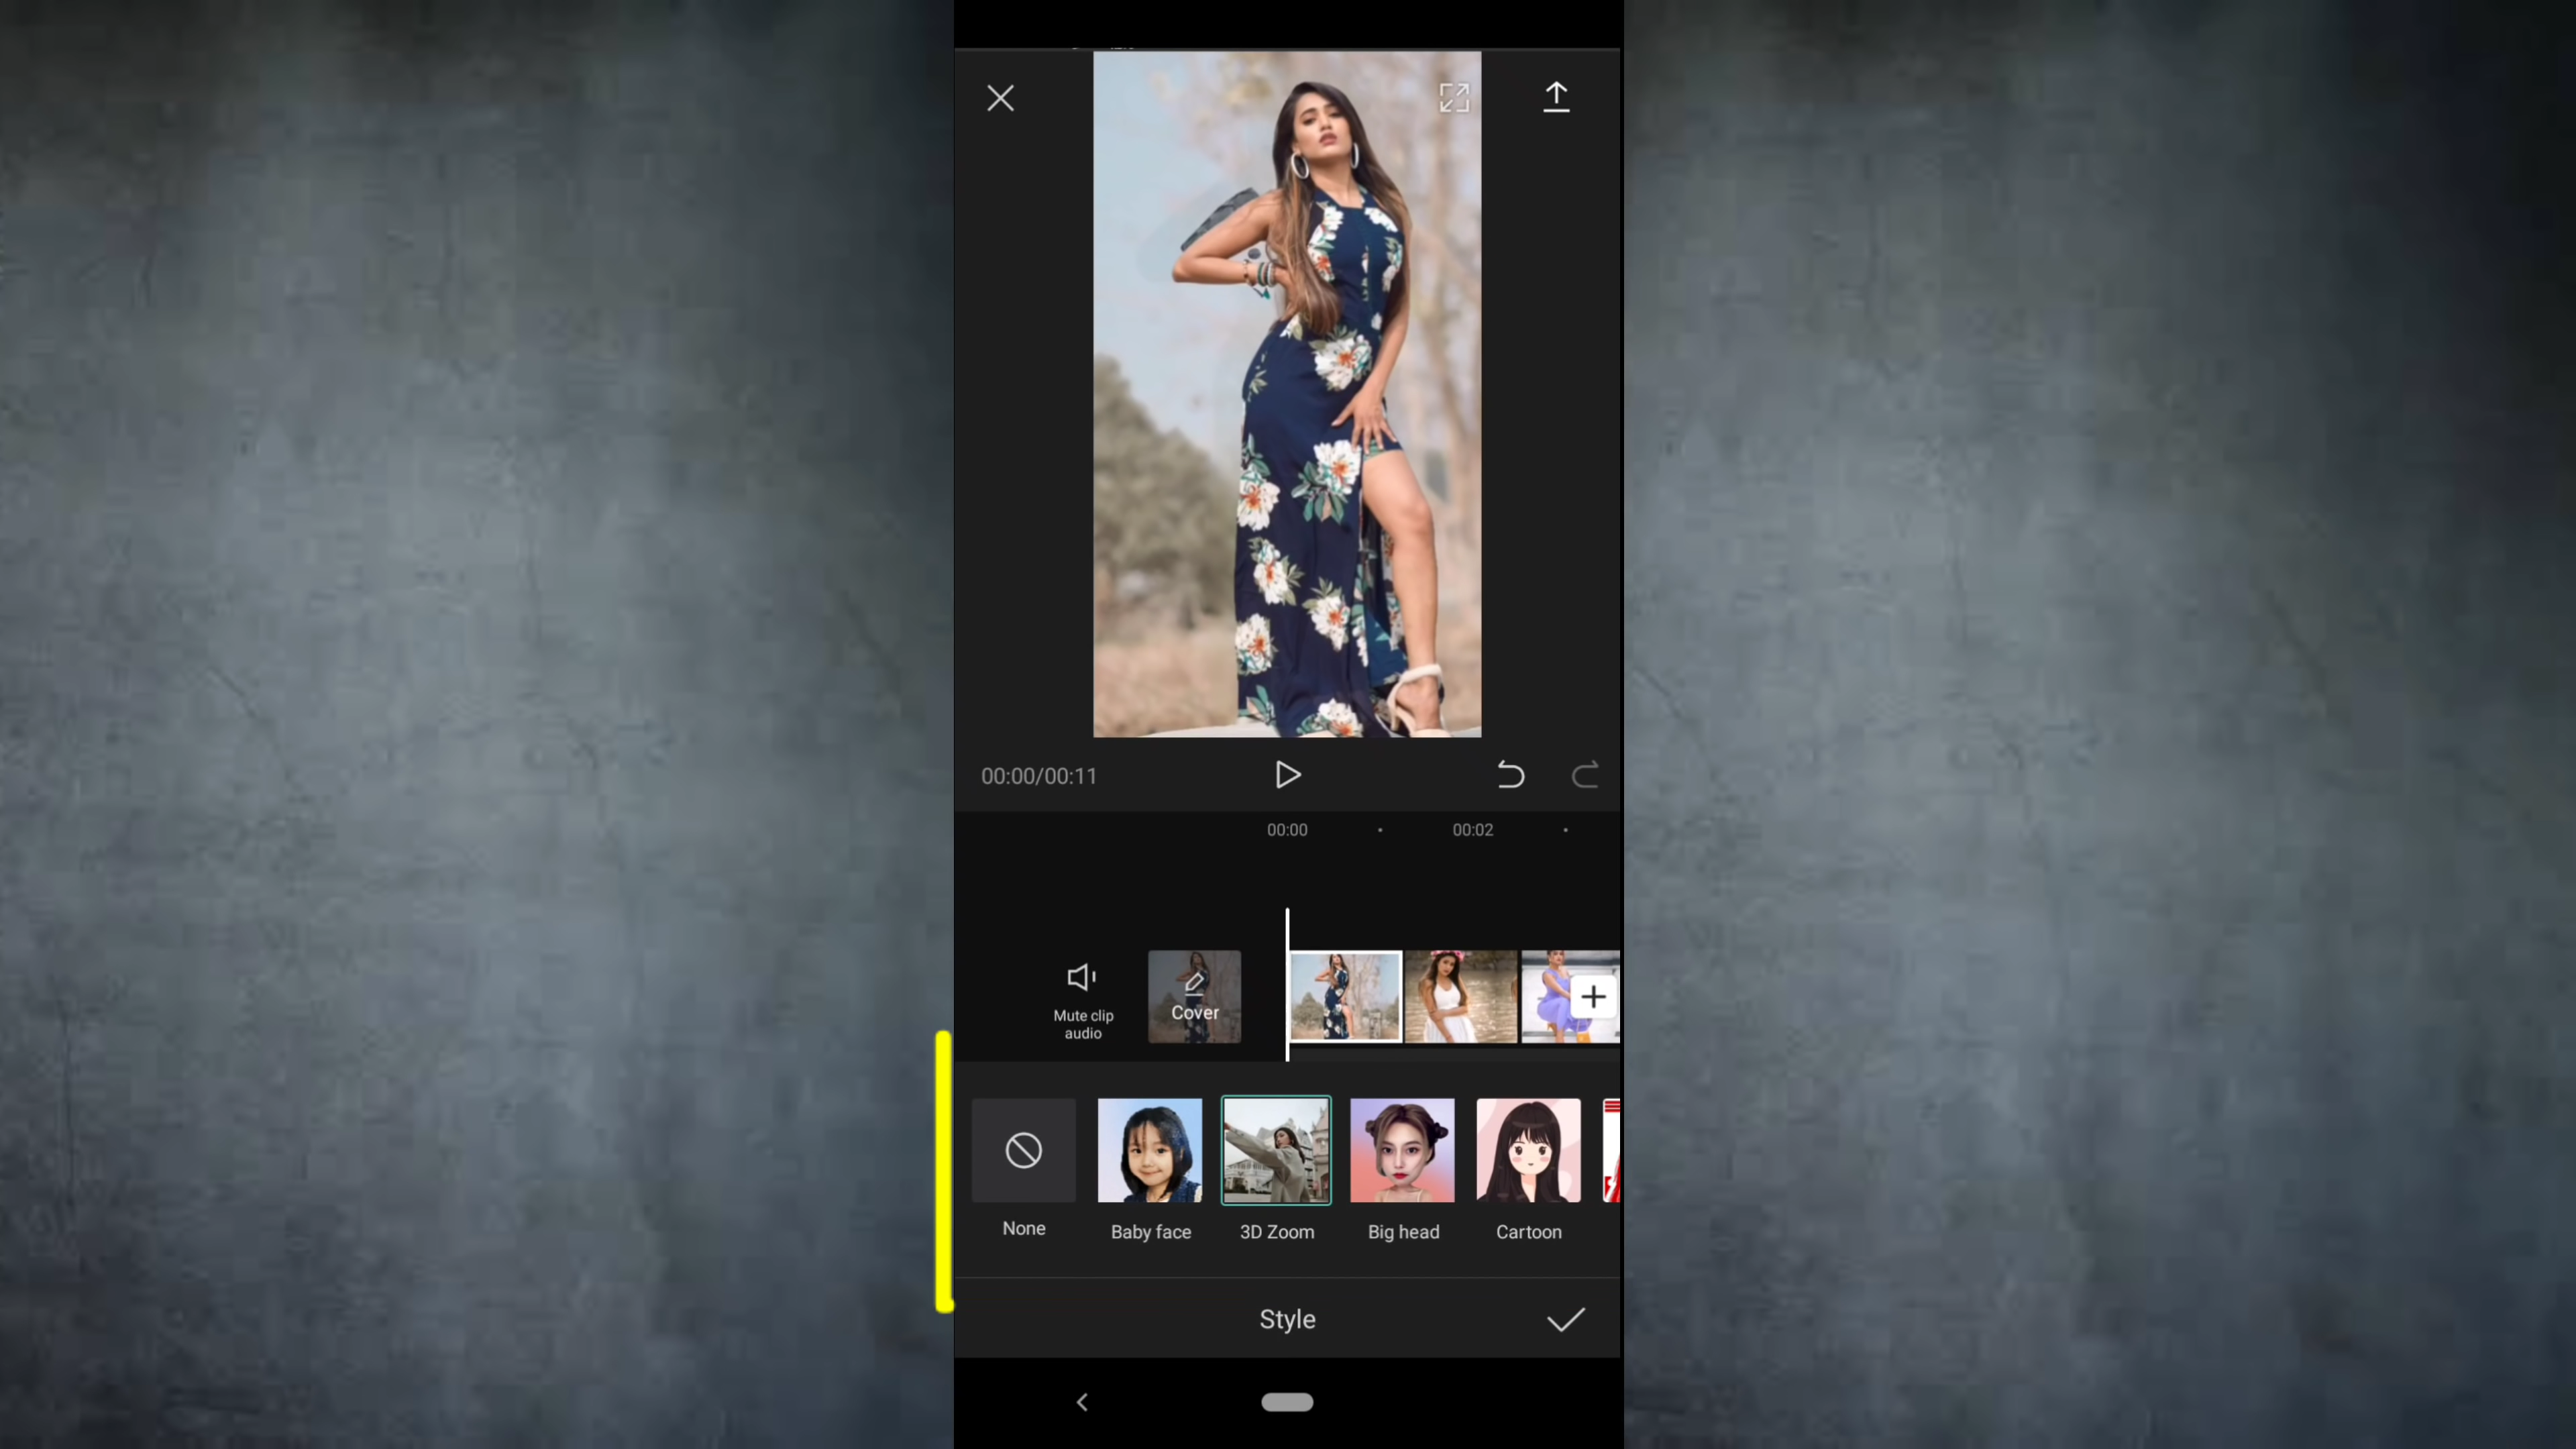 00:00/00:11
00:00
00:02
Mute clip
audio
Cover
None
Baby face
3D Zoom
Big head
Cartoon
Style